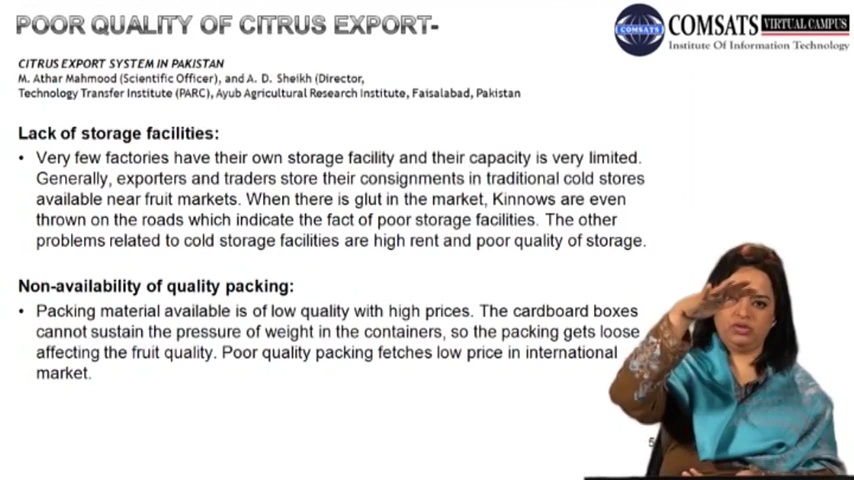 POOR QUALITY OF CITRUS EXPORT-
COMSATS VIRTUAL CAMPUS
COMSATS
Institute Of Information Technology
CITRUS EXPORT SYSTEM IN PAKISTAN
M. Athar Mahmood (Scientific Officer), and A. D. Sheikh (Director,
Technology Transfer Institute (PARC), Ayub Agricultural Research Institute, Faisalabad, Pakistan
Lack of storage facilities:
• Very few factories have their own storage facility and their capacity is very limited.
Generally, exporters and traders store their consignments in traditional cold stores
available near fruit markets. When there is glut in the market, Kinnows are even
thrown on the roads which indicate the fact of poor storage facilities. The other
problems related to cold storage facilities are high rent and poor quality of storage.
Non-availability of quality packing:
• Packing material available is of low quality with high prices. The cardboard boxes
cannot sustain the pressure of weight in the containers, so the packing gets loose
affecting the fruit quality. Poor quality packing fetches low price in international
market.